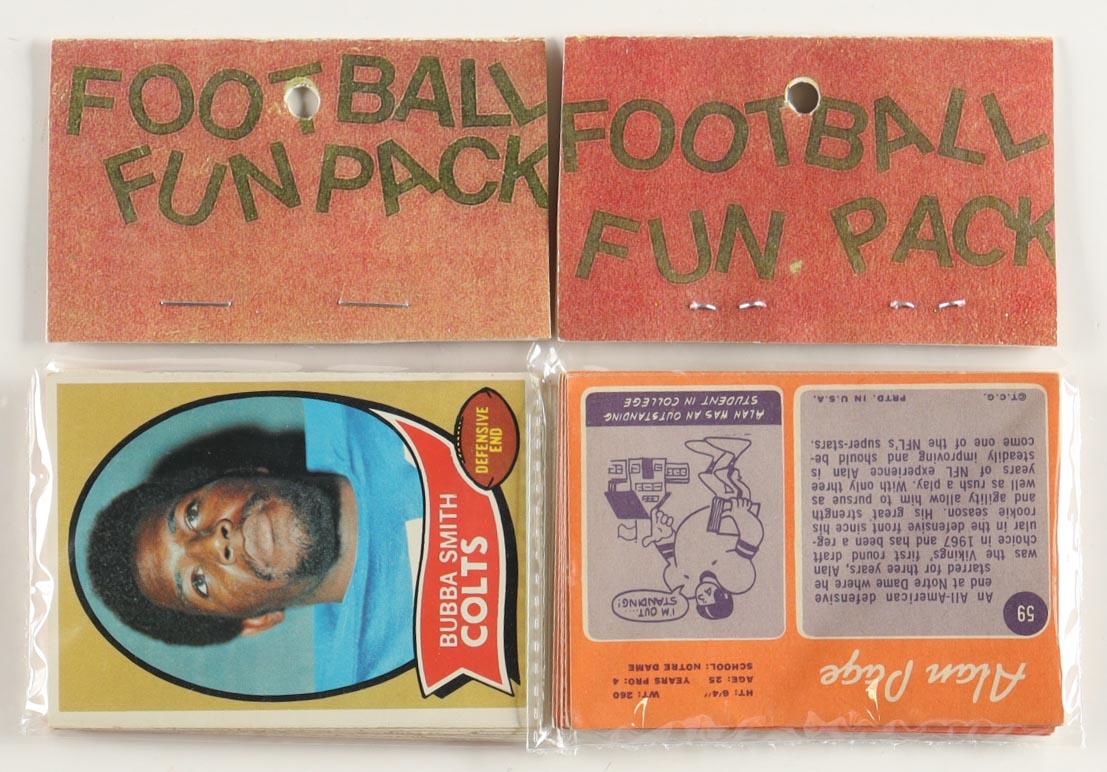 FOOTBALL
FUN PACK
FOOTBALL
FUN PACK
DEFENSIVE
END
BUBBA SMITH
COLTS
Alan Page
HT: 6'4" WT: 260
AGE: 25 YEARS PRO: 4
SCHOOL: NOTRE DAME
59
An All-American defensive
end at Notre Dame where he
starred for three years, Alan
was the Vikings' first round draft
choice in 1967 and has been a reg-
ular in the defensive front since his
rookie season. His great strength
and agility allow him to pursue as
well as rush a play. With only three
years of NFL experience Alan is
steadily improving and should be-
come one of the NFL's super-stars.
©T.C.G. PRTD. IN U.S.A.
I'M OUT...
STANDING!
ALAN WAS AN OUTSTANDING
STUDENT IN COLLEGE